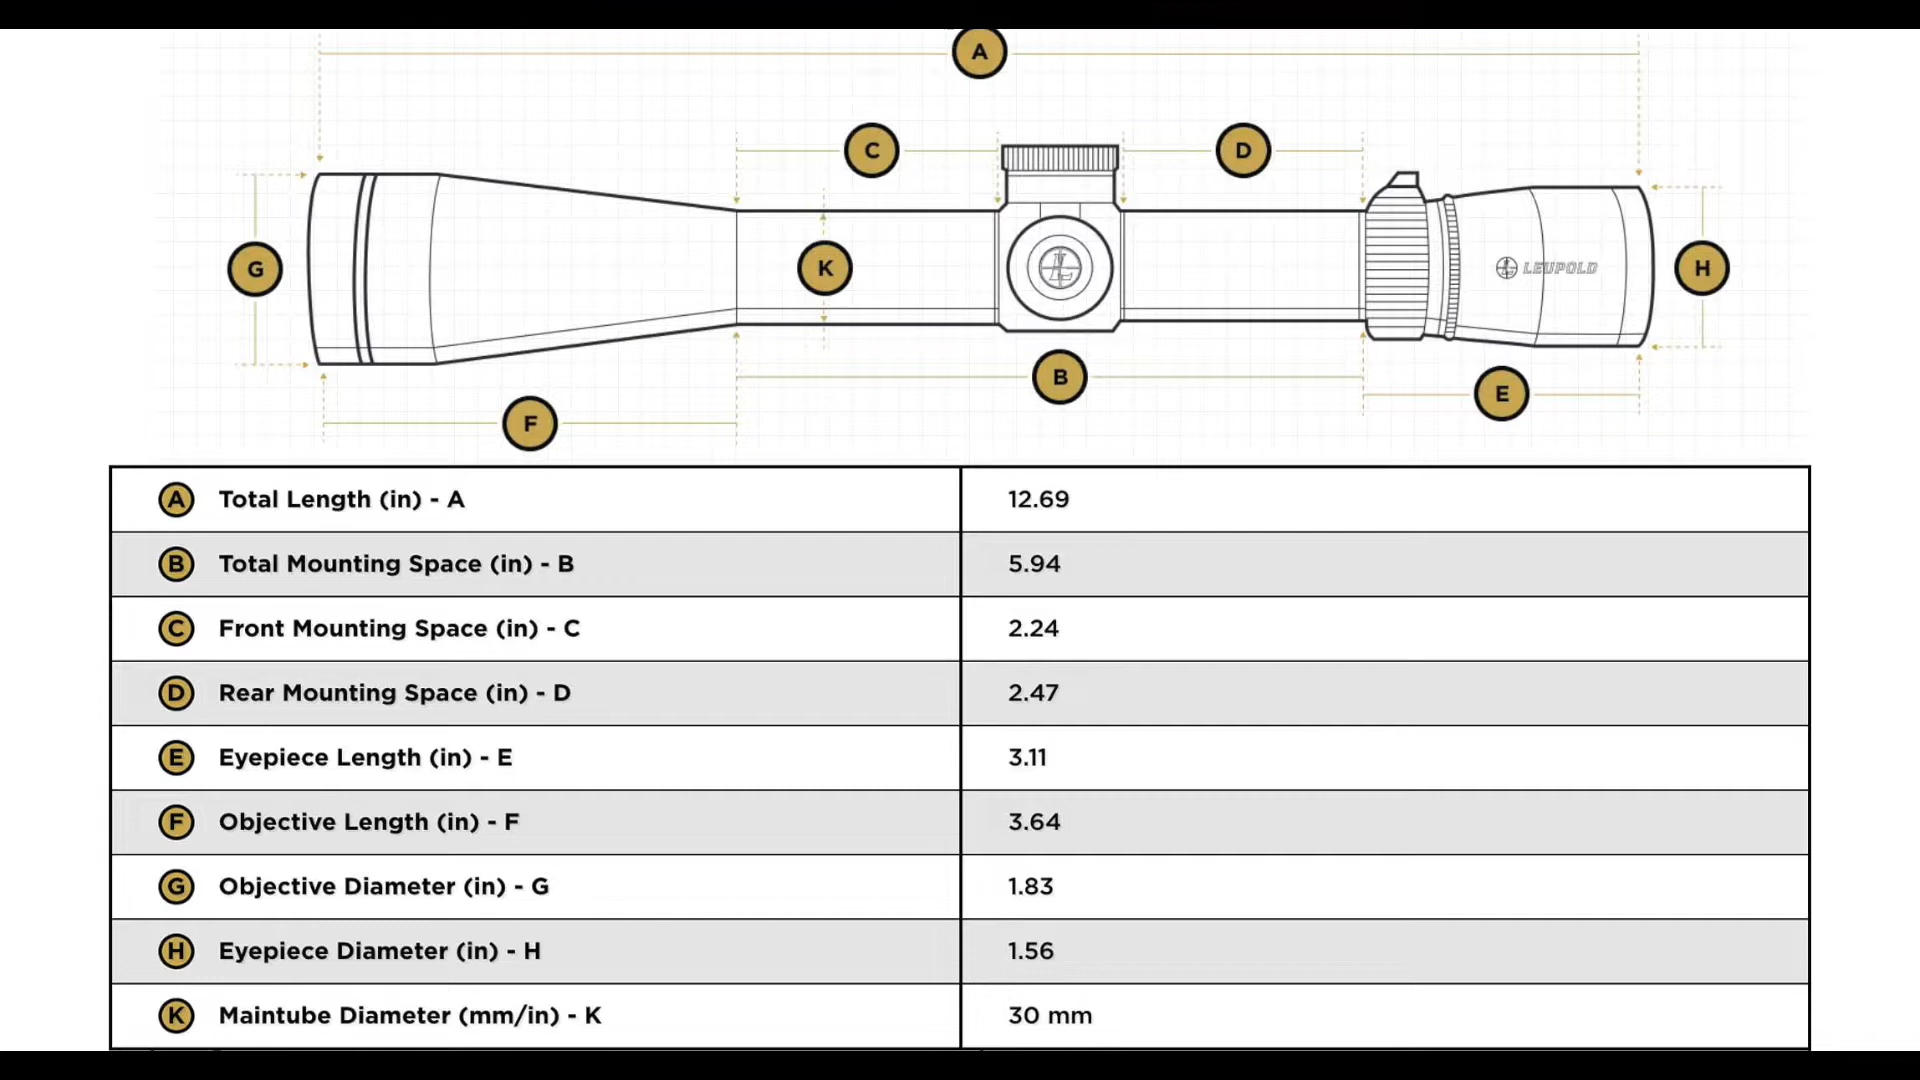 A
C
D
G
K
LEUPOLD
H
B
E
F
A Total Length (in) - A 12.69
B Total Mounting Space (in) - B 5.94
C Front Mounting Space (in) - C 2.24
D Rear Mounting Space (in) - D 2.47
E Eyepiece Length (in) - E 3.11
F Objective Length (in) - F 3.64
G Objective Diameter (in) - G 1.83
H Eyepiece Diameter (in) - H 1.56
K Maintube Diameter (mm/in) - K 30 mm